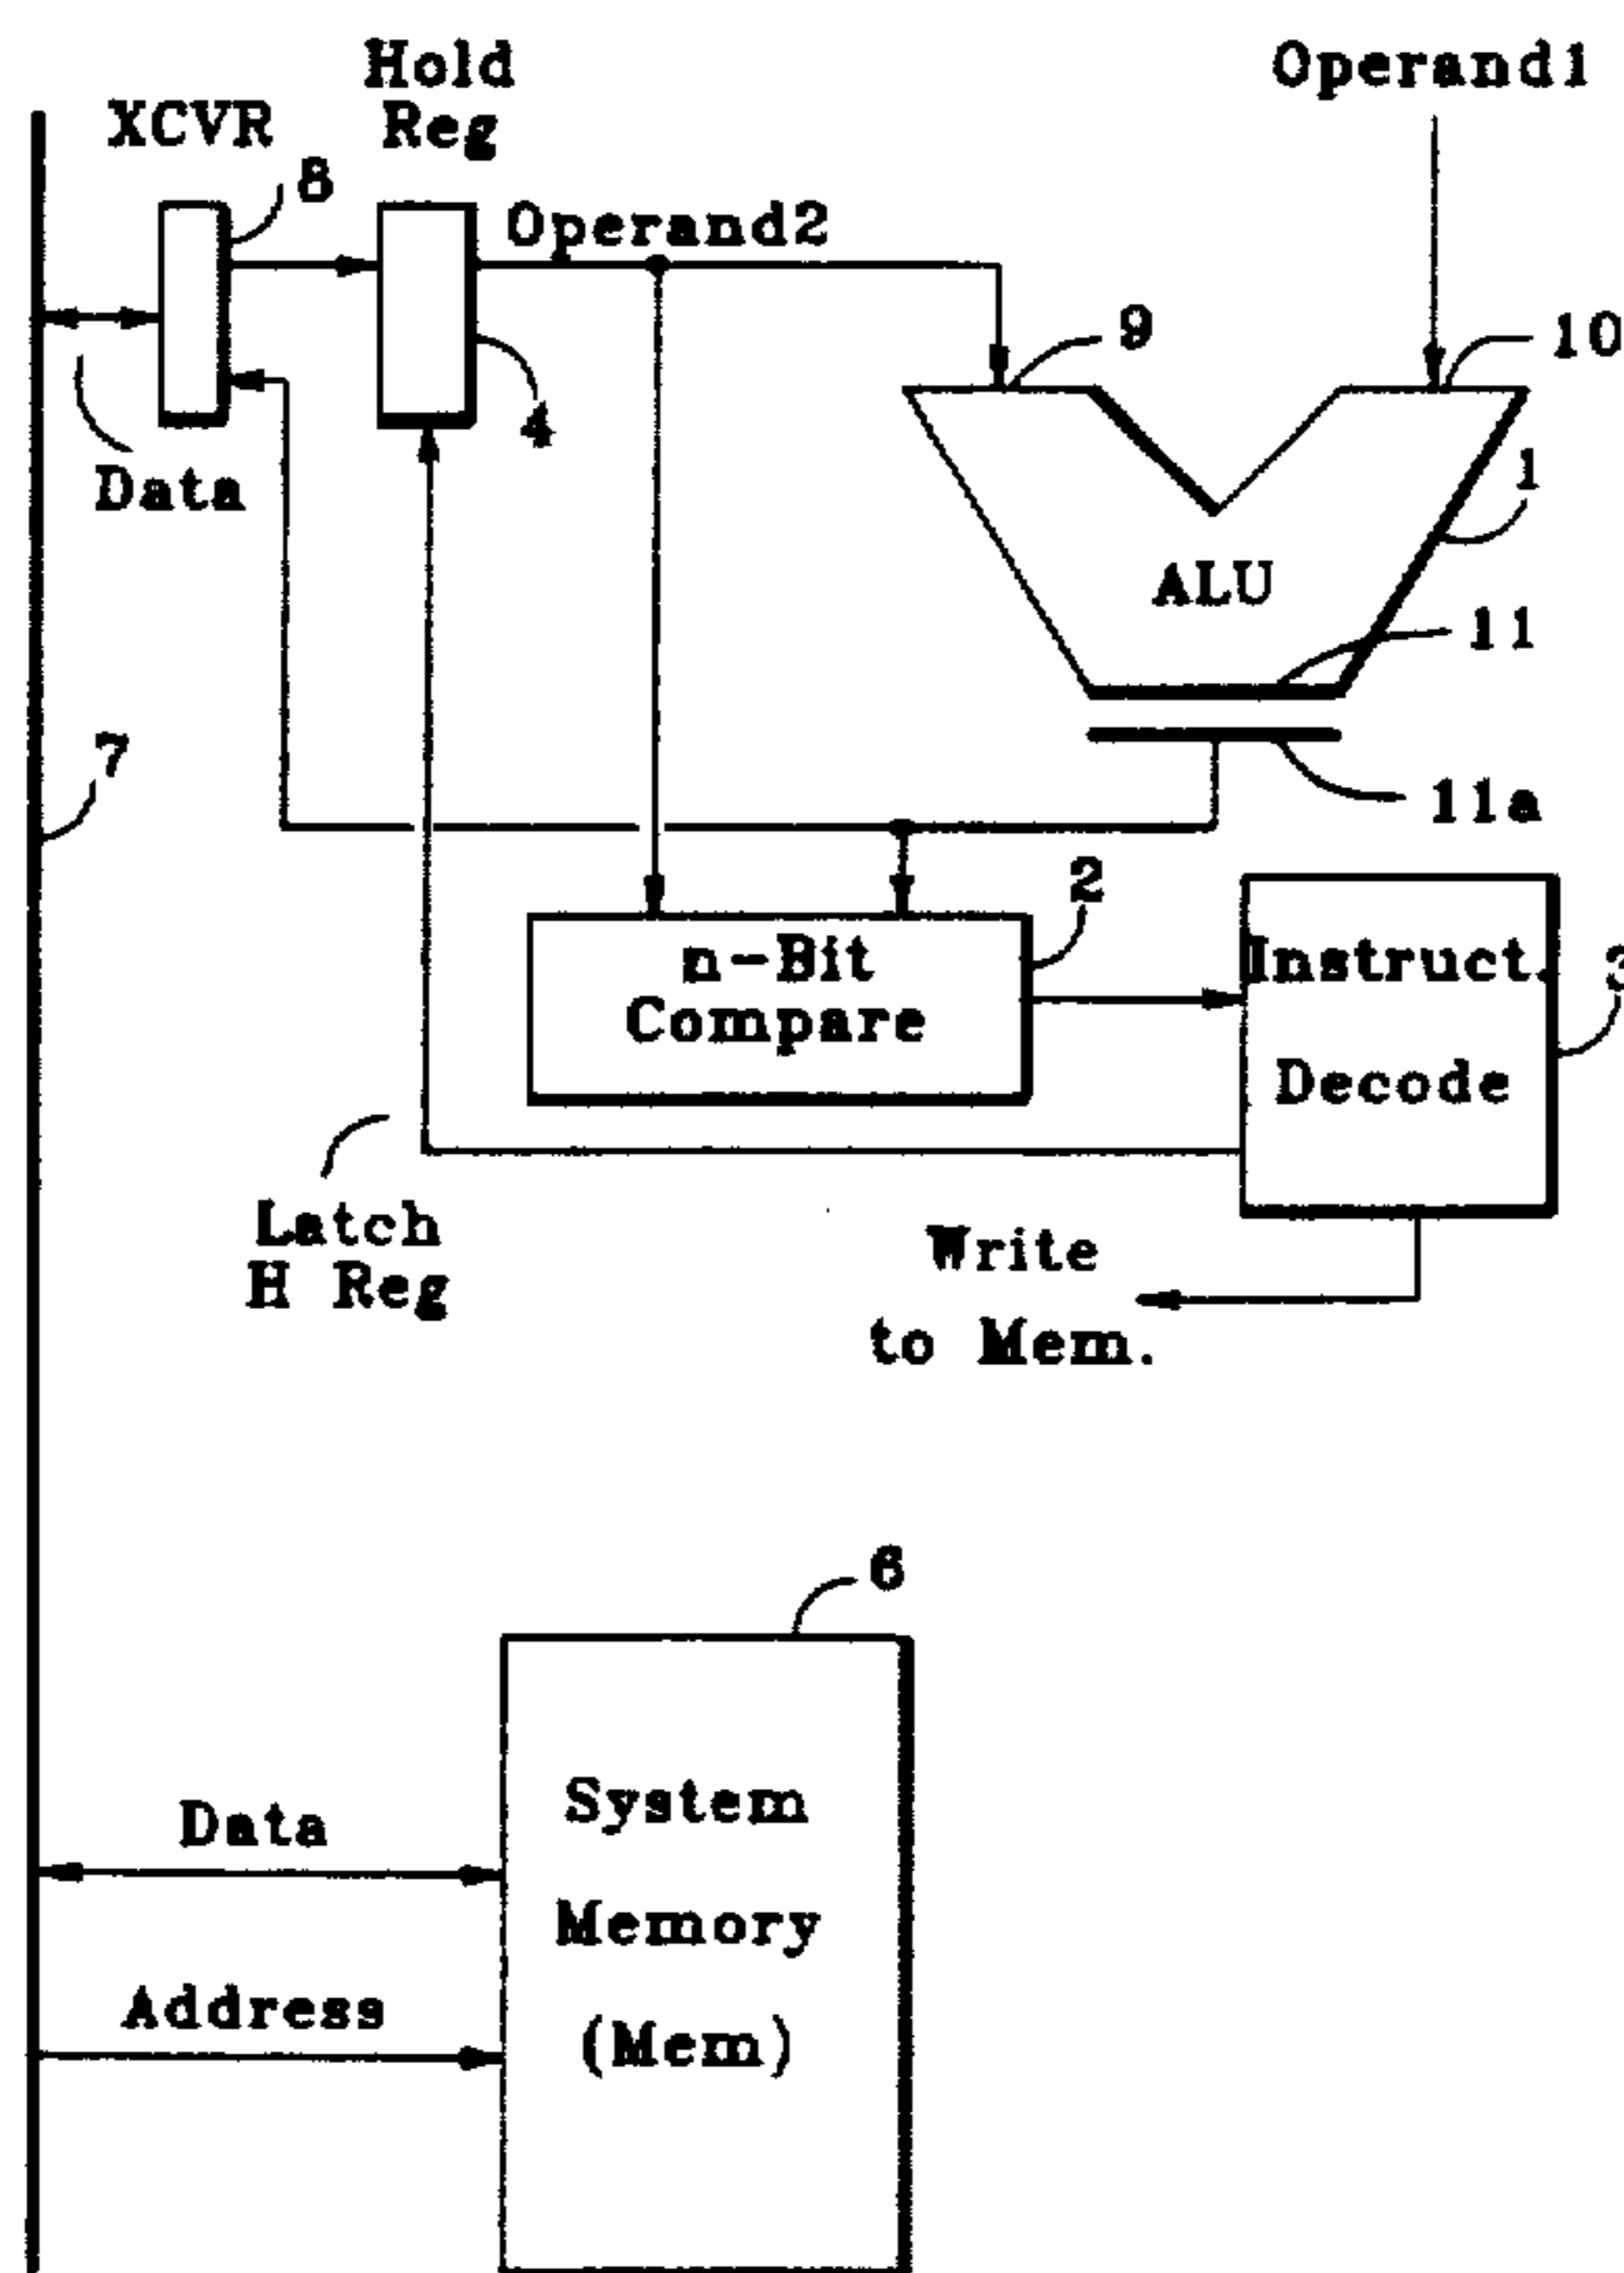 Hold
Reg
XCVR
8
Operand1
Operand2
9
10
4
Data
1
ALU
11
7
11a
2
n-Bit
Compare
Instruct.
3
Decode
Latch
H Reg
Write
to Mem.
6
System
Memory
(Mem)
Data
Address